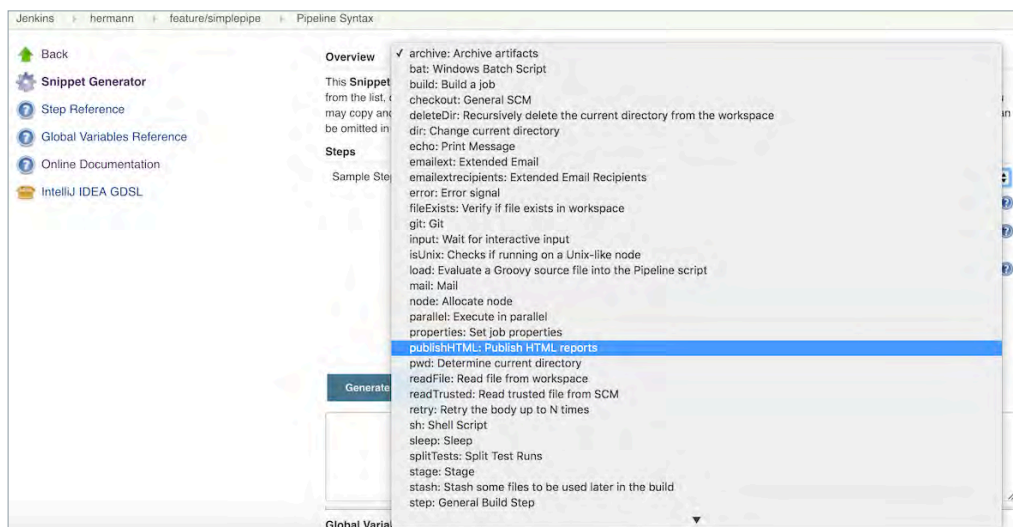 Jenkins hermann feature/simplepipe Pipeline Syntax
Back
Snippet Generator
Step Reference
Global Variables Reference
Online Documentation
IntelliJ IDEA GDSL
Overview
This Snippet
from the list,
may copy and
be omitted in
Steps
Sample Step
✓ archive: Archive artifacts
bat: Windows Batch Script
build: Build a job
checkout: General SCM
deleteDir: Recursively delete the current directory from the workspace
dir: Change current directory
echo: Print Message
emailext: Extended Email
emailextrecipients: Extended Email Recipients
error: Error signal
fileExists: Verify if file exists in workspace
git: Git
input: Wait for interactive input
isUnix: Checks if running on a Unix-like node
load: Evaluate a Groovy source file into the Pipeline script
mail: Mail
node: Allocate node
parallel: Execute in parallel
properties: Set job properties
publishHTML: Publish HTML reports
pwd: Determine current directory
readFile: Read file from workspace
readTrusted: Read trusted file from SCM
retry: Retry the body up to N times
sh: Shell Script
sleep: Sleep
splitTests: Split Test Runs
stage: Stage
stash: Stash some files to be used later in the build
step: General Build Step
Generate
Global Varia